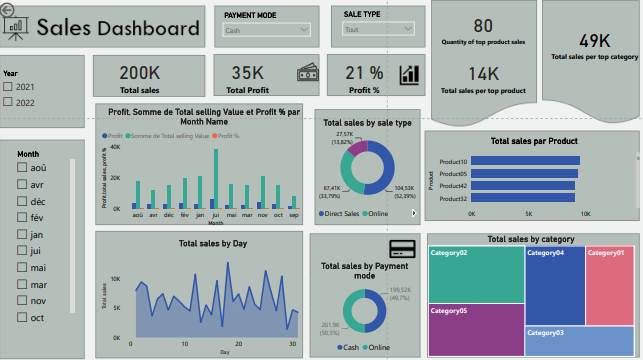 Sales Dashboard
PAYMENT MODE
Cash
SALE TYPE
Tout
80
Quantity of top product sales
14K
Total sales per top product
49K
Total sales per top category
Year
2021
2022
200K
Total sales
35K
Total Profit
21 %
Profit %
Month
aoû
avr
déc
fév
jan
jui
mai
mar
nov
oct
Profit, Somme de Total selling Value et Profit % par
Month Name
Profit Somme de Total selling Value Profit %
Profit,total sales,profit %
40K
20K
0K
aoû avr déc fév jan jui mai mar nov oct sep
Month
Total sales by sale type
27,57K
(13,82%)
67,41K
(33,79%)
104,53K
(52,39%)
Direct Sales Online
Total sales per Product
Product
Product10
Product05
Product42
Product32
0K 10K
Total sales by Day
Total sales
10K
5K
0K
0 10 20 30
Day
Total sales by Payment
mode
199,52K
(49,7%)
201,9K
(50,3%)
Cash Online
Total sales by category
Category02
Category04
Category01
Category05
Category03